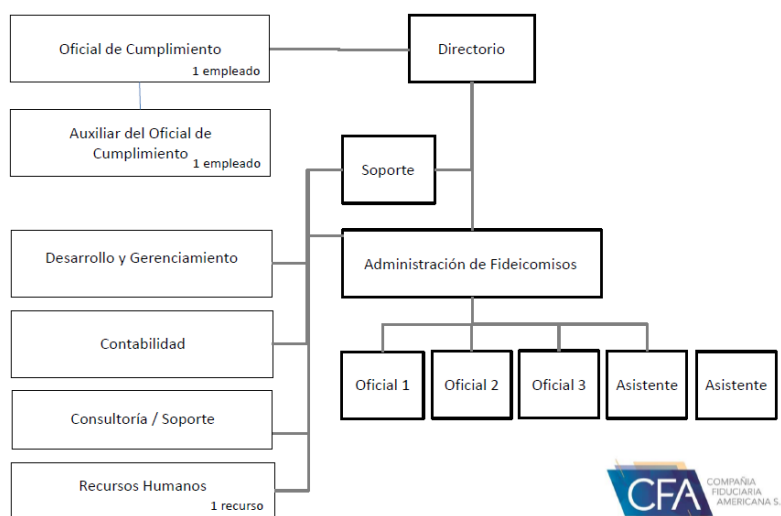 Oficial de Cumplimiento
1 empleado
Directorio
Auxiliar del Oficial de
Cumplimiento
1 empleado
Soporte
Desarrollo y Gerenciamiento
Administración de Fideicomisos
Contabilidad
Oficial 1
Oficial 2
Oficial 3
Asistente
Asistente
Consultoría / Soporte
Recursos Humanos
1 recurso
CFA
COMPAÑIA
FIDUCIARIA
AMERICANA S.